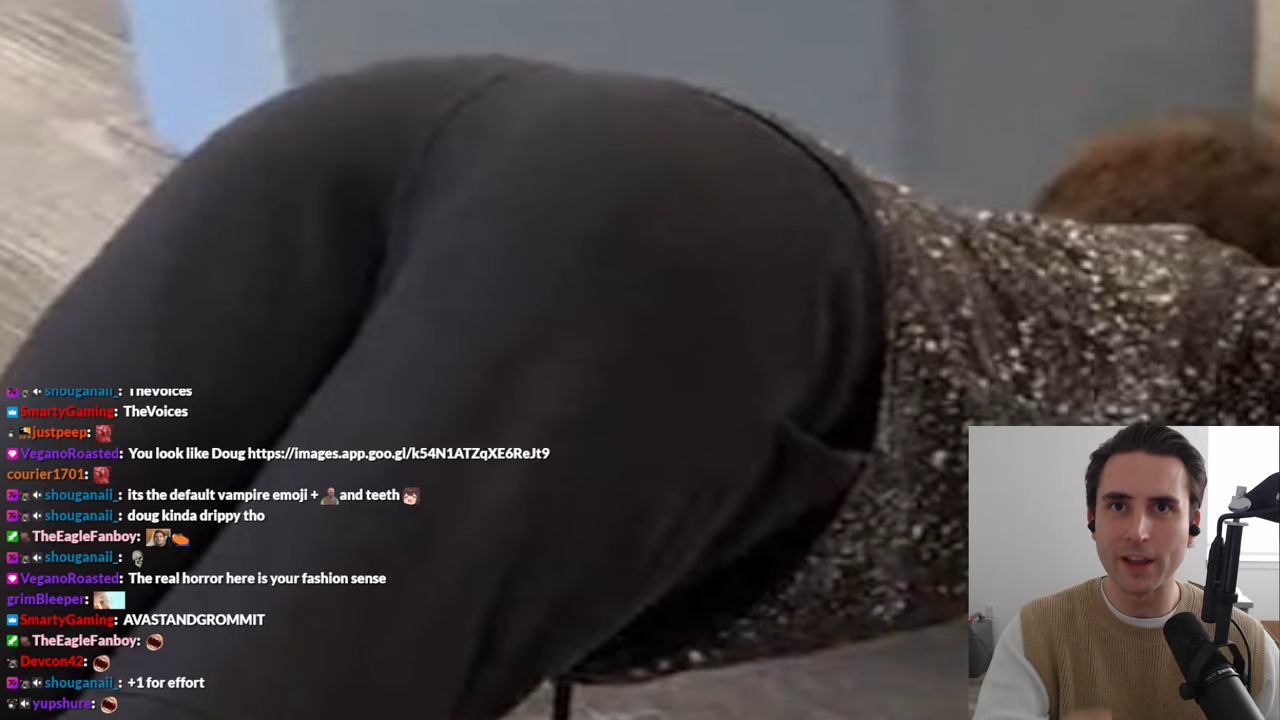 shouganaii_: TheVoices
SmartyGaming: TheVoices
justpeep:
VeganoRoasted: You look like Doug https://images.app.goo.gl/k54N1ATZqXE6ReJt9
courier1701:
shouganaii_: its the default vampire emoji + and teeth
shouganaii_: doug kinda drippy tho
TheEagleFanboy:
shouganaii_:
VeganoRoasted: The real horror here is your fashion sense
grimBleeper:
SmartyGaming: AVASTANDGROMMIT
TheEagleFanboy:
Devcon42:
shouganaii_: +1 for effort
yupshure: